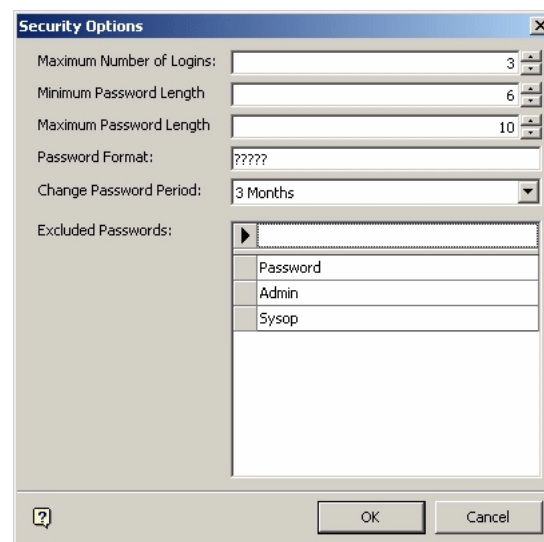 Security Options
Maximum Number of Logins: 3
Minimum Password Length 6
Maximum Password Length 10
Password Format: ?????
Change Password Period: 3 Months
Excluded Passwords:
Password
Admin
Sysop
OK Cancel